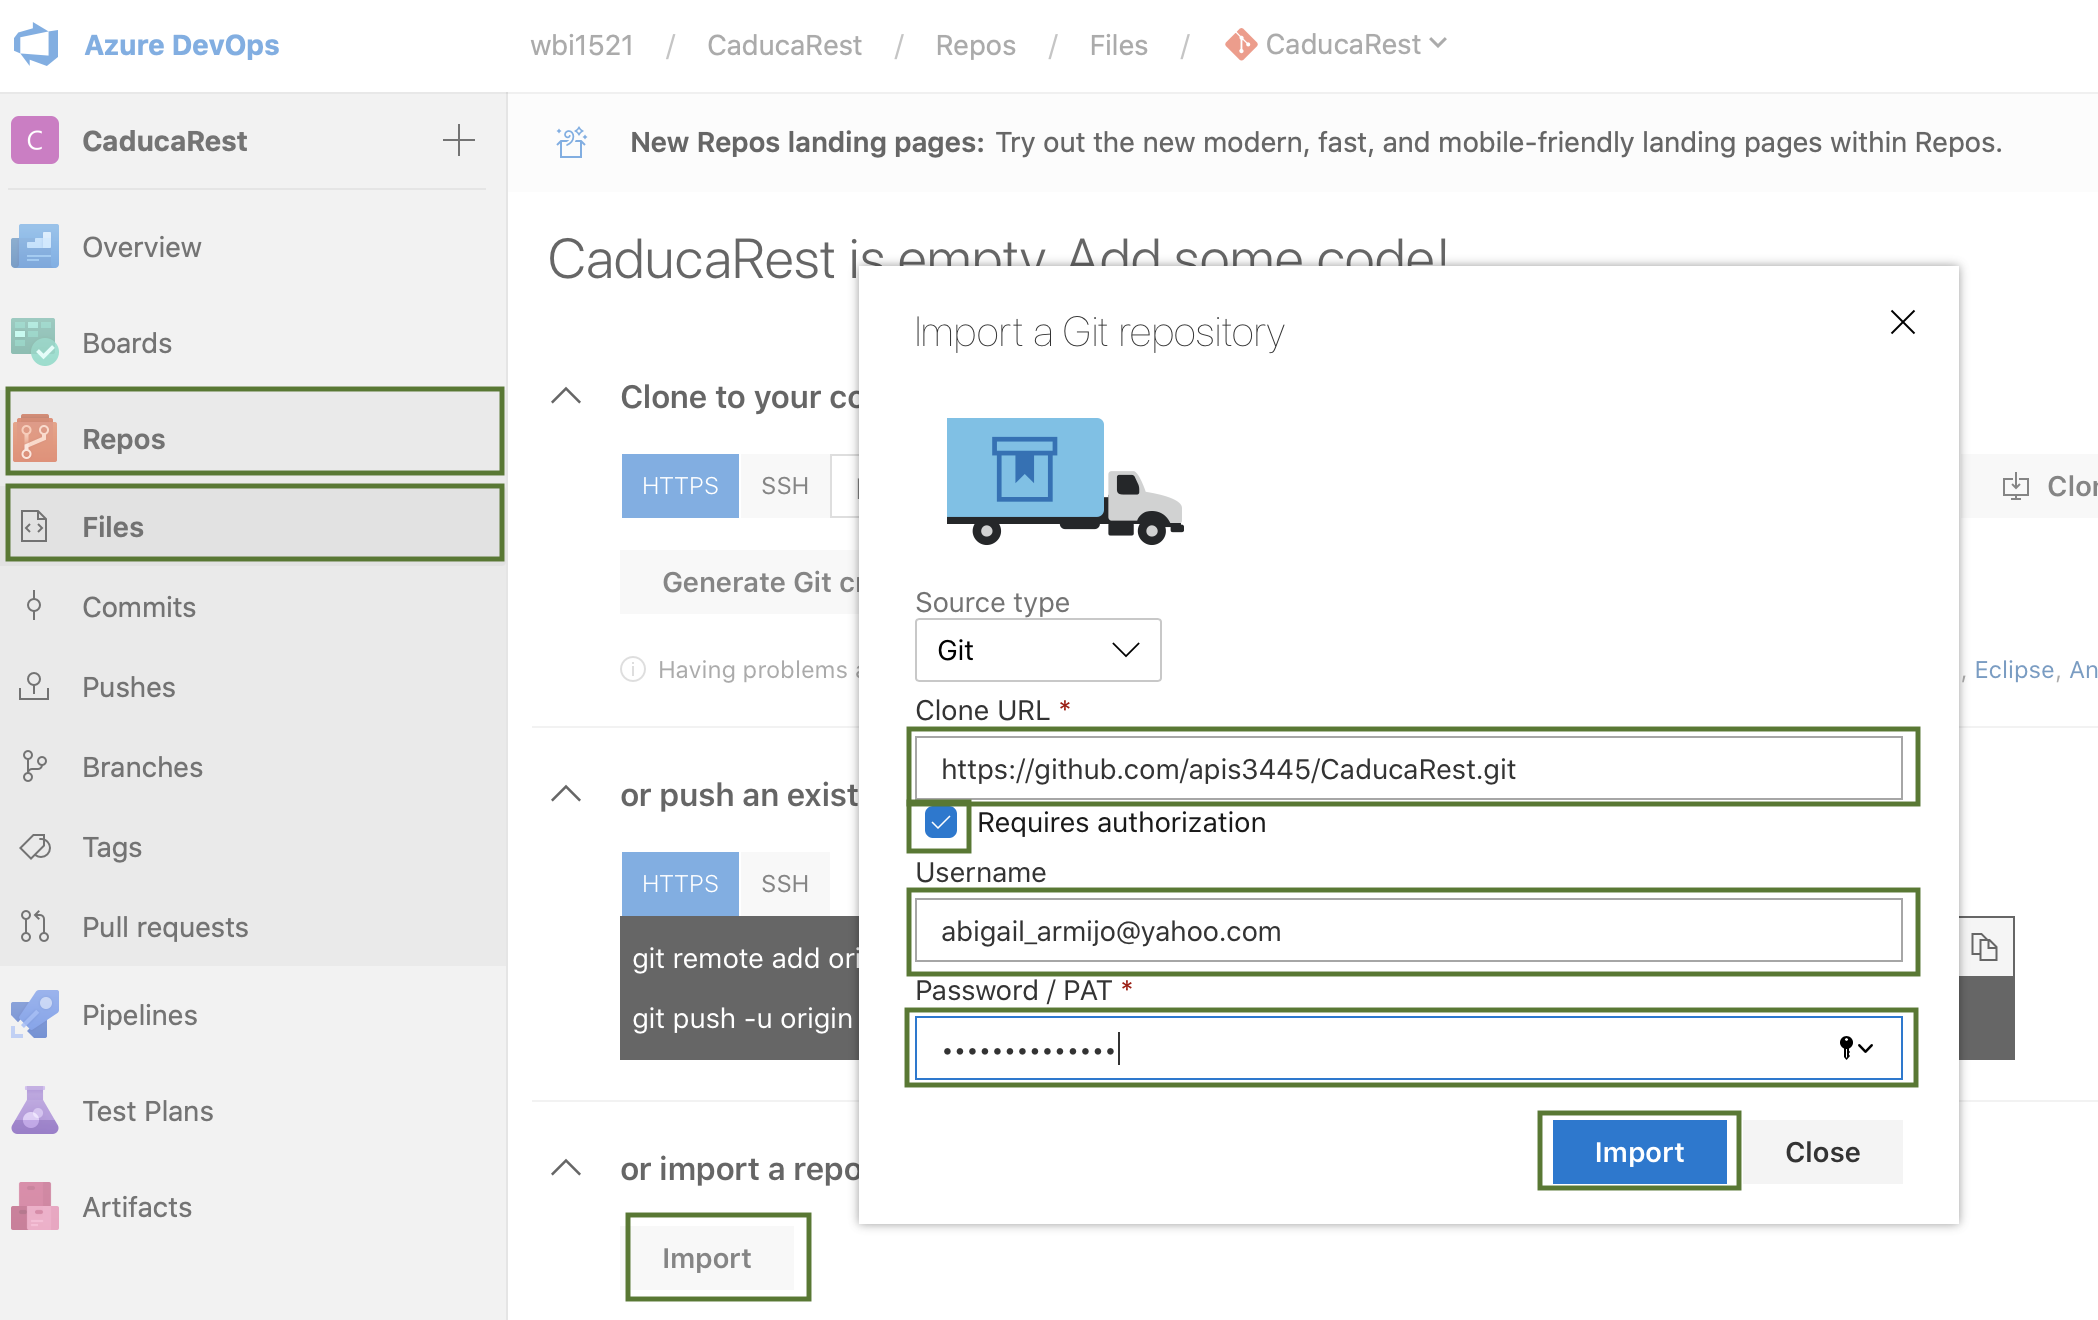 Azure DevOps
wbi1521 / CaducaRest / Repos / Files / CaducaRest
C CaducaRest
New Repos landing pages: Try out the new modern, fast, and mobile-friendly landing pages within Repos.
Overview
Boards
Repos
Files
Commits
Pushes
Branches
Tags
Pull requests
Pipelines
Test Plans
Artifacts
CaducaRest is empty. Add some code!
Clone to your co
HTTPS SSH
Clon
Generate Git cr
Having problems a
, Eclipse, An
or push an exist
HTTPS SSH
git remote add ori
git push -u origin
or import a repo
Import
Import a Git repository
Source type
Git
Clone URL *
https://github.com/apis3445/CaducaRest.git
Requires authorization
Username
abigail_armijo@yahoo.com
Password / PAT *
••••••••••••••
Import Close